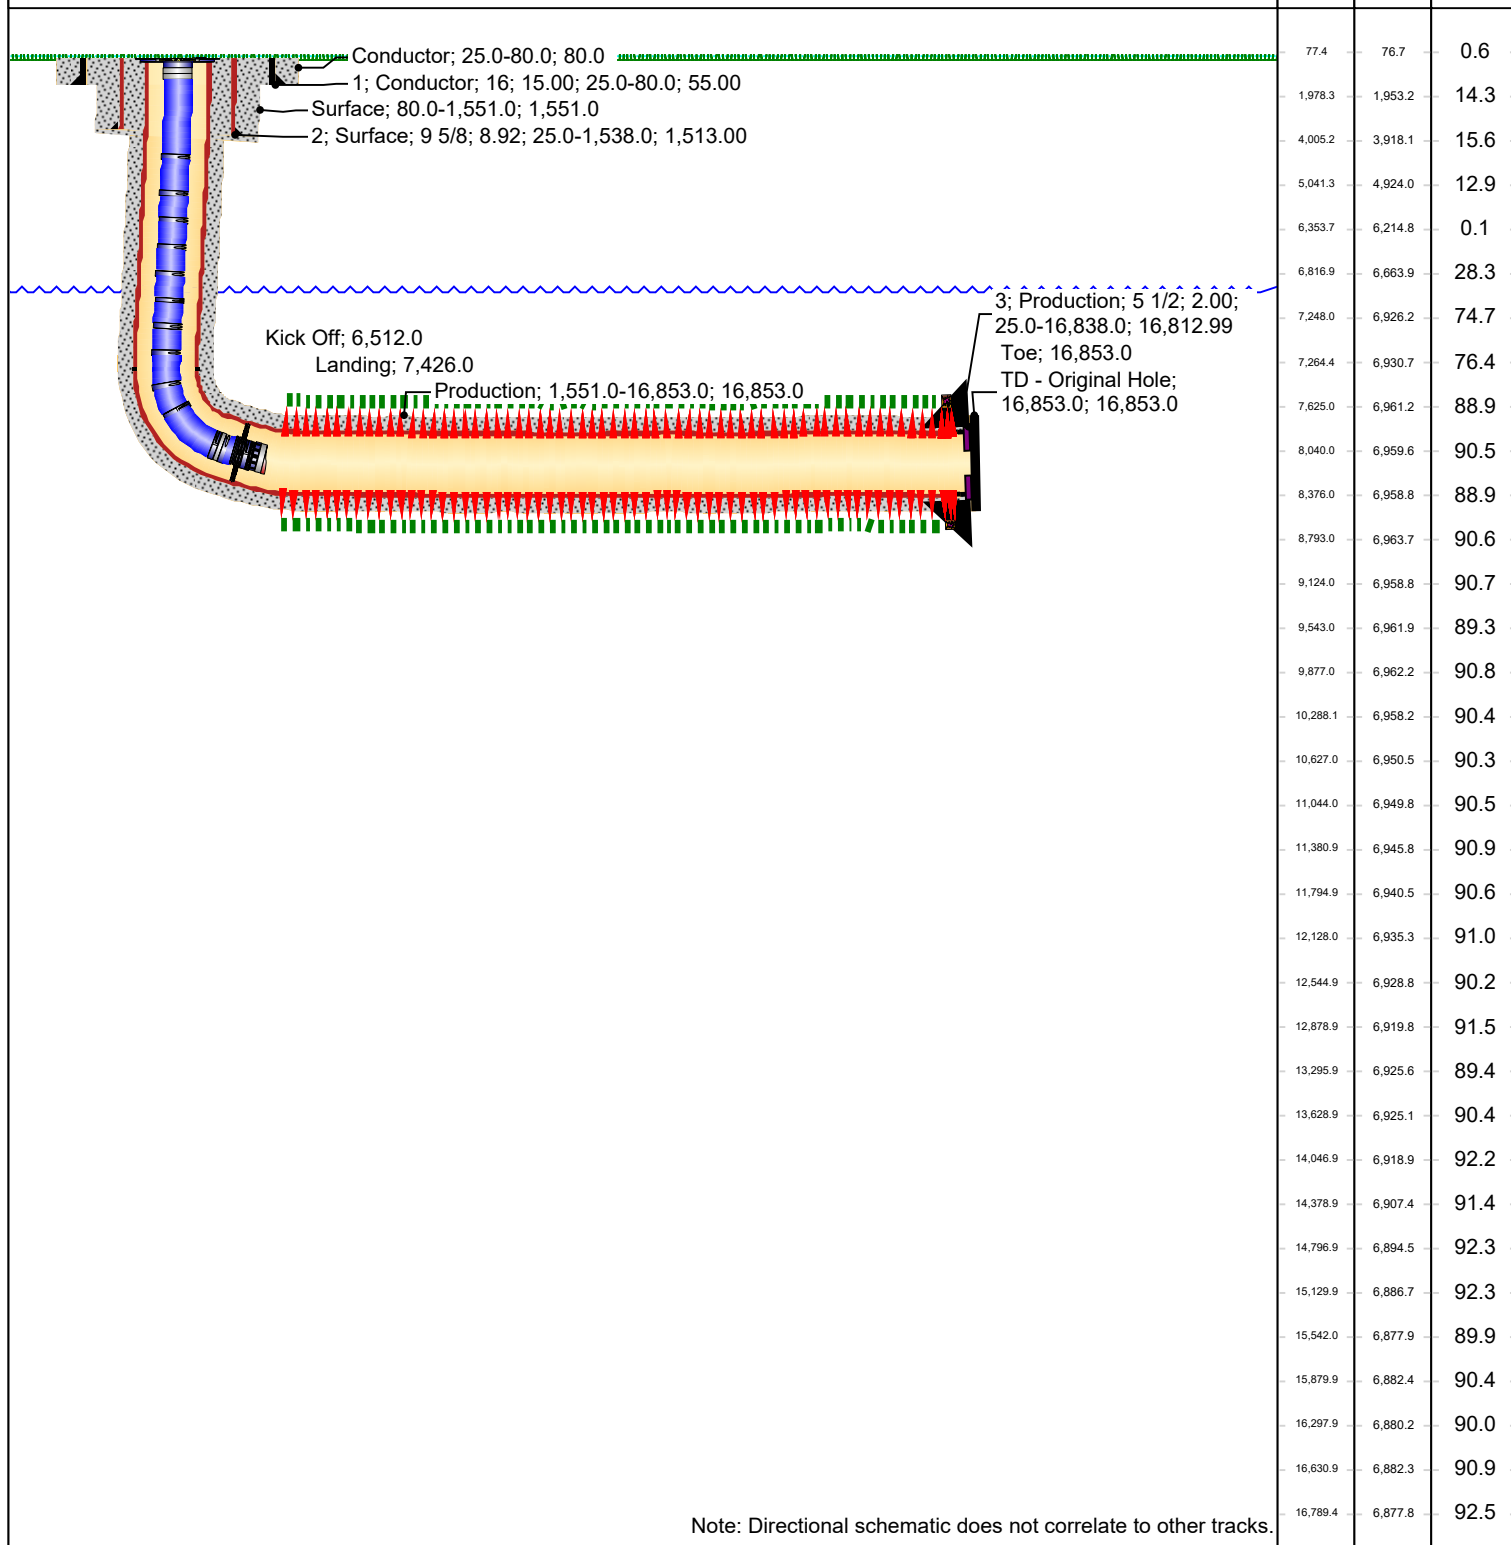 Conductor; 25.0-80.0; 80.0
1; Conductor; 16; 15.00; 25.0-80.0; 55.00
Surface; 80.0-1,551.0; 1,551.0
2; Surface; 9 5/8; 8.92; 25.0-1,538.0; 1,513.00
3; Production; 5 1/2; 2.00;
25.0-16,838.0; 16,812.99
Kick Off; 6,512.0
Landing; 7,426.0
Toe; 16,853.0
TD - Original Hole;
16,853.0; 16,853.0
Production; 1,551.0-16,853.0; 16,853.0
77.4 76.7 0.6
1,978.3 1,953.2 14.3
4,005.2 3,918.1 15.6
5,041.3 4,924.0 12.9
6,353.7 6,214.8 0.1
6,816.9 6,663.9 28.3
7,248.0 6,926.2 74.7
7,264.4 6,930.7 76.4
7,625.0 6,961.2 88.9
8,040.0 6,959.6 90.5
8,376.0 6,958.8 88.9
8,793.0 6,963.7 90.6
9,124.0 6,958.8 90.7
9,543.0 6,961.9 89.3
9,877.0 6,962.2 90.8
10,288.1 6,958.2 90.4
10,627.0 6,950.5 90.3
11,044.0 6,949.8 90.5
11,380.9 6,945.8 90.9
11,794.9 6,940.5 90.6
12,128.0 6,935.3 91.0
12,544.9 6,928.8 90.2
12,878.9 6,919.8 91.5
13,295.9 6,925.6 89.4
13,628.9 6,925.1 90.4
14,046.9 6,918.9 92.2
14,378.9 6,907.4 91.4
14,796.9 6,894.5 92.3
15,129.9 6,886.7 92.3
15,542.0 6,877.9 89.9
15,879.9 6,882.4 90.4
16,297.9 6,880.2 90.0
16,630.9 6,882.3 90.9
16,789.4 6,877.8 92.5
Note: Directional schematic does not correlate to other tracks.